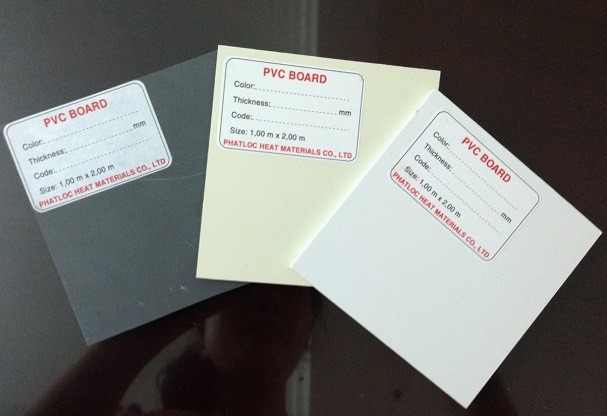 PVC BOARD
Color:
Thickness: mm
Code:
Size: 1,00 m x 2,00 m
PHATLOC HEAT MATERIALS CO., LTD
PVC BOARD
Color:
Thickness: mm
Code:
Size: 1,00 m x 2,00 m
PHATLOC HEAT MATERIALS CO., LTD
PVC BOARD
Color:
Thickness: mm
Code:
Size: 1,00 m x 2,00 m
PHATLOC HEAT MATERIALS CO., LTD